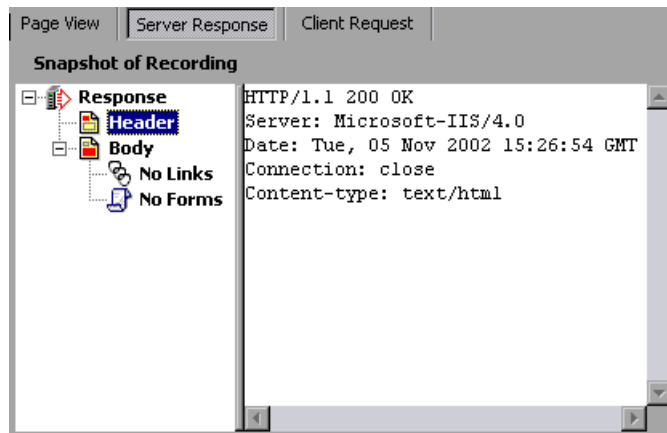 Page View
Server Response
Client Request
Snapshot of Recording
Response
Header
Body
No Links
No Forms
HTTP/1.1 200 OK
Server: Microsoft-IIS/4.0
Date: Tue, 05 Nov 2002 15:26:54 GMT
Connection: close
Content-type: text/html